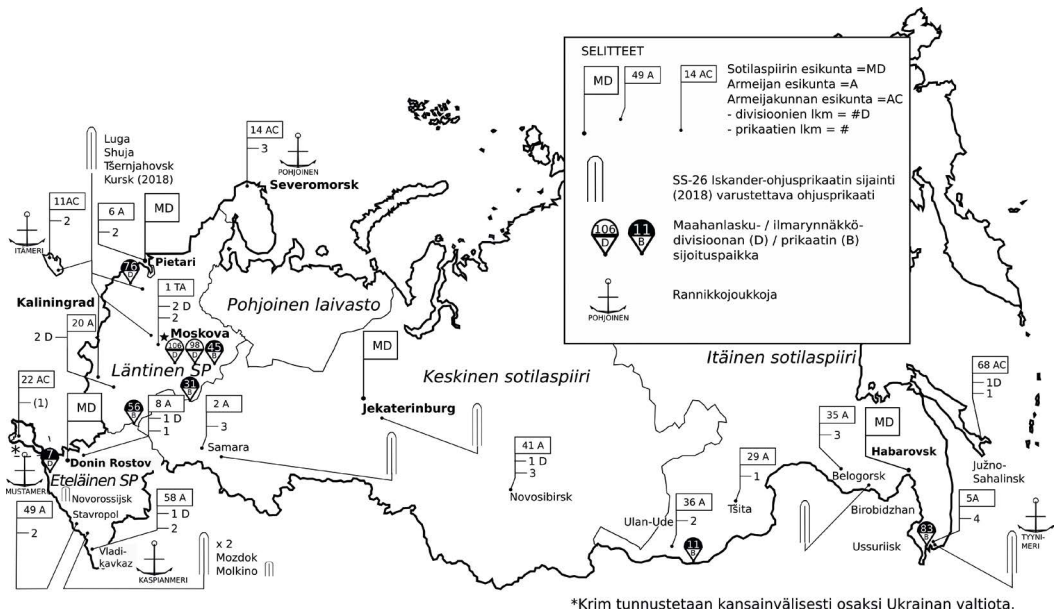 SELITTEET
MD
49 A
14 AC
Sotilaspiirin esikunta =MD
Armeijan esikunta =A
Armeijakunnan esikunta =AC
- divisioonien lkm = #D
- prikaatien lkm = #
SS-26 Iskander-ohjusprikaatin sijainti
(2018) varustettava ohjusprikaati
106
D
11
B
Maahanlasku- / ilmarynnäkkö-
divisioonan (D) / prikaatin (B)
sijoituspaikka
POHJOINEN
Rannikkojoukkoja
14 AC
3
POHJOINEN
Severomorsk
Luga
Shuja
Tšernjahovsk
Kursk (2018)
11AC
2
ITÄMERI
6 A
2
MD
Pietari
76
D
Kaliningrad
1 TA
2 D
2
Moskova
106
D
98
D
45
B
Pohjoinen laivasto
20 A
2 D
Läntinen SP
31
B
22 AC
(1)
*
MUSTAMERI
MD
56
B
8 A
1 D
1
2 A
3
Samara
7
D
Donin Rostov
Eteläinen SP
Novorossijsk
Stavropol
49 A
2
58 A
1 D
2
Vladi-
kavkaz
KASPIANMERI
x 2
Mozdok
Molkino
MD
Keskinen sotilaspiiri
Jekaterinburg
41 A
1 D
3
Novosibirsk
Itäinen sotilaspiiri
29 A
1
Tšita
36 A
2
Ulan-Ude
11
B
35 A
3
Belogorsk
MD
Habarovsk
Birobidzhan
68 AC
1D
1
Južno-
Sahalinsk
5A
4
Ussuriisk
83
B
TYYNI-
MERI
*Krim tunnustetaan kansainvälisesti osaksi Ukrainan valtiota.